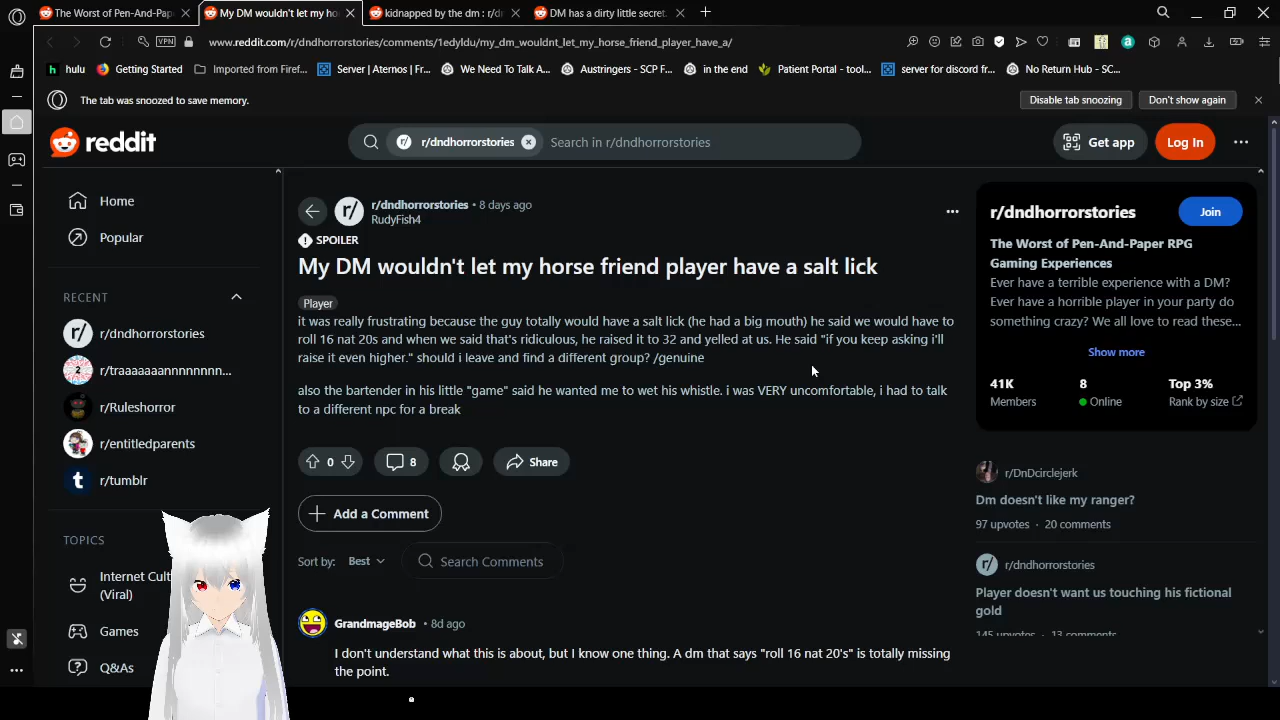 The Worst of Pen-And-Pape
My DM wouldn't let my ho
kidnapped by the dm : r/d
DM has a dirty little secret.
VPN
www.reddit.com/r/dndhorrorstories/comments/1edyldu/my_dm_wouldnt_let_my_horse_friend_player_have_a/
hulu
Getting Started
Imported from Firef...
Server | Aternos | Fr...
We Need To Talk A...
Austringers - SCP F...
in the end
Patient Portal - tool...
server for discord fr...
No Return Hub - SC...
The tab was snoozed to save memory.
Disable tab snoozing
Don't show again
reddit
r/dndhorrorstories
Search in r/dndhorrorstories
Get app
Log In
Home
Popular
RECENT
r/dndhorrorstories
r/traaaaaaannnnnnnnn...
r/Ruleshorror
r/entitledparents
r/tumblr
TOPICS
Internet Cult
(Viral)
Games
Q&As
r/dndhorrorstories • 8 days ago
RudyFish4
SPOILER
My DM wouldn't let my horse friend player have a salt lick
Player
it was really frustrating because the guy totally would have a salt lick (he had a big mouth) he said we would have to
roll 16 nat 20s and when we said that's ridiculous, he raised it to 32 and yelled at us. He said "if you keep asking i'll
raise it even higher." should i leave and find a different group? /genuine
also the bartender in his little "game" said he wanted me to wet his whistle. i was VERY uncomfortable, i had to talk
to a different npc for a break
0
8
Share
Add a Comment
Sort by: Best
Search Comments
GrandmageBob • 8d ago
I don't understand what this is about, but I know one thing. A dm that says "roll 16 nat 20's" is totally missing
the point.
r/dndhorrorstories
Join
The Worst of Pen-And-Paper RPG
Gaming Experiences
Ever have a terrible experience with a DM?
Ever have a horrible player in your party do
something crazy? We all love to read these...
Show more
41K
Members
8
Online
Top 3%
Rank by size
r/DnDcirclejerk
Dm doesn't like my ranger?
97 upvotes · 20 comments
r/dndhorrorstories
Player doesn't want us touching his fictional
gold
145 upvotes · 13 comments